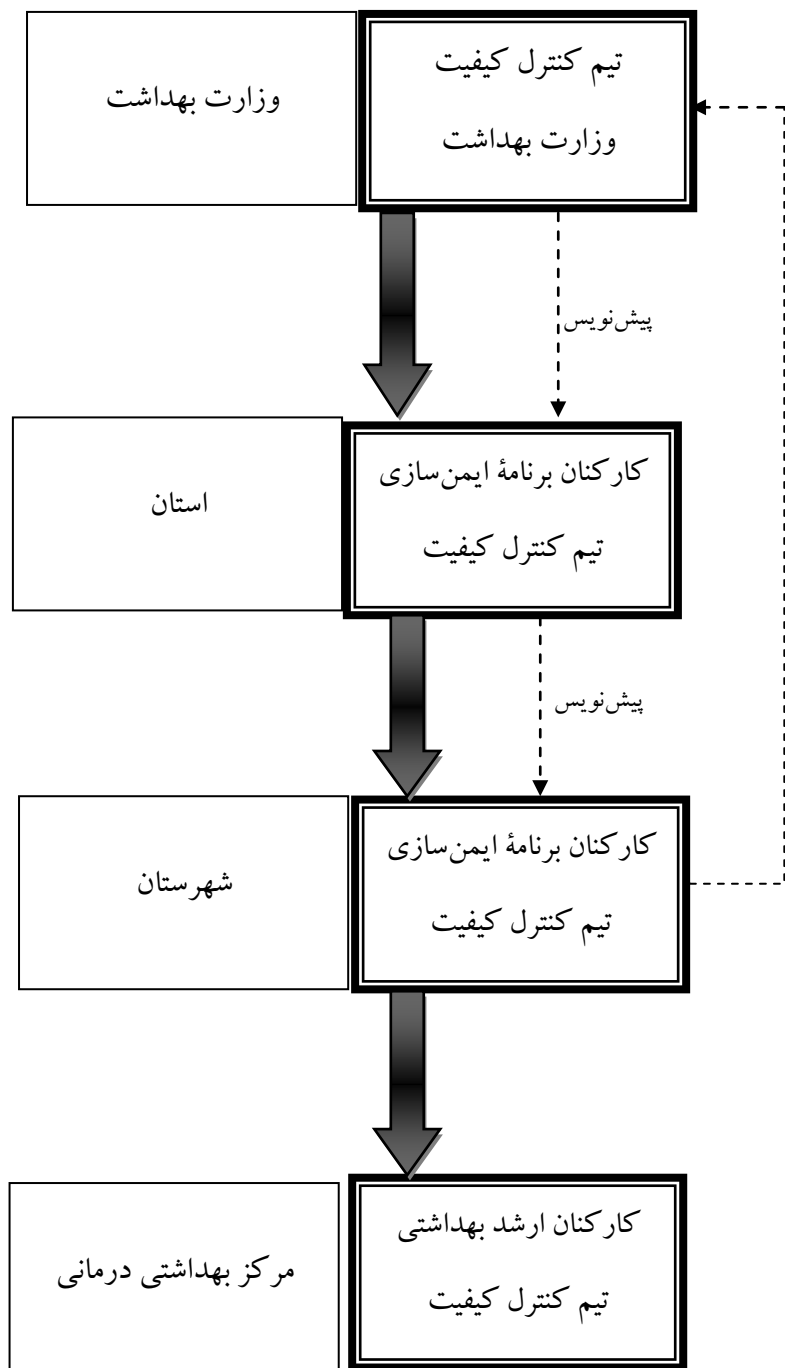 تیم کنترل کیفیت
وزارت بهداشت
وزارت بهداشت
پیش‌نویس
کارکنان برنامهٔ ایمن‌سازی
تیم کنترل کیفیت
استان
پیش‌نویس
کارکنان برنامهٔ ایمن‌سازی
تیم کنترل کیفیت
شهرستان
کارکنان ارشد بهداشتی
تیم کنترل کیفیت
مرکز بهداشتی درمانی